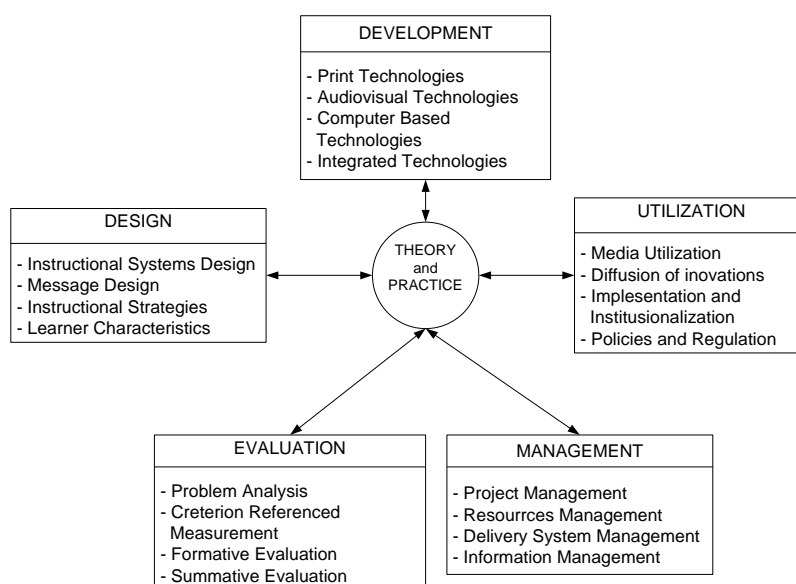 DEVELOPMENT
- Print Technologies
- Audiovisual Technologies
- Computer Based
Technologies
- Integrated Technologies
DESIGN
- Instructional Systems Design
- Message Design
- Instructional Strategies
- Learner Characteristics
THEORY
and
PRACTICE
UTILIZATION
- Media Utilization
- Diffusion of inovations
- Implesentation and
Institusionalization
- Policies and Regulation
EVALUATION
- Problem Analysis
- Creterion Referenced
Measurement
- Formative Evaluation
- Summative Evaluation
MANAGEMENT
- Project Management
- Resourrces Management
- Delivery System Management
- Information Management